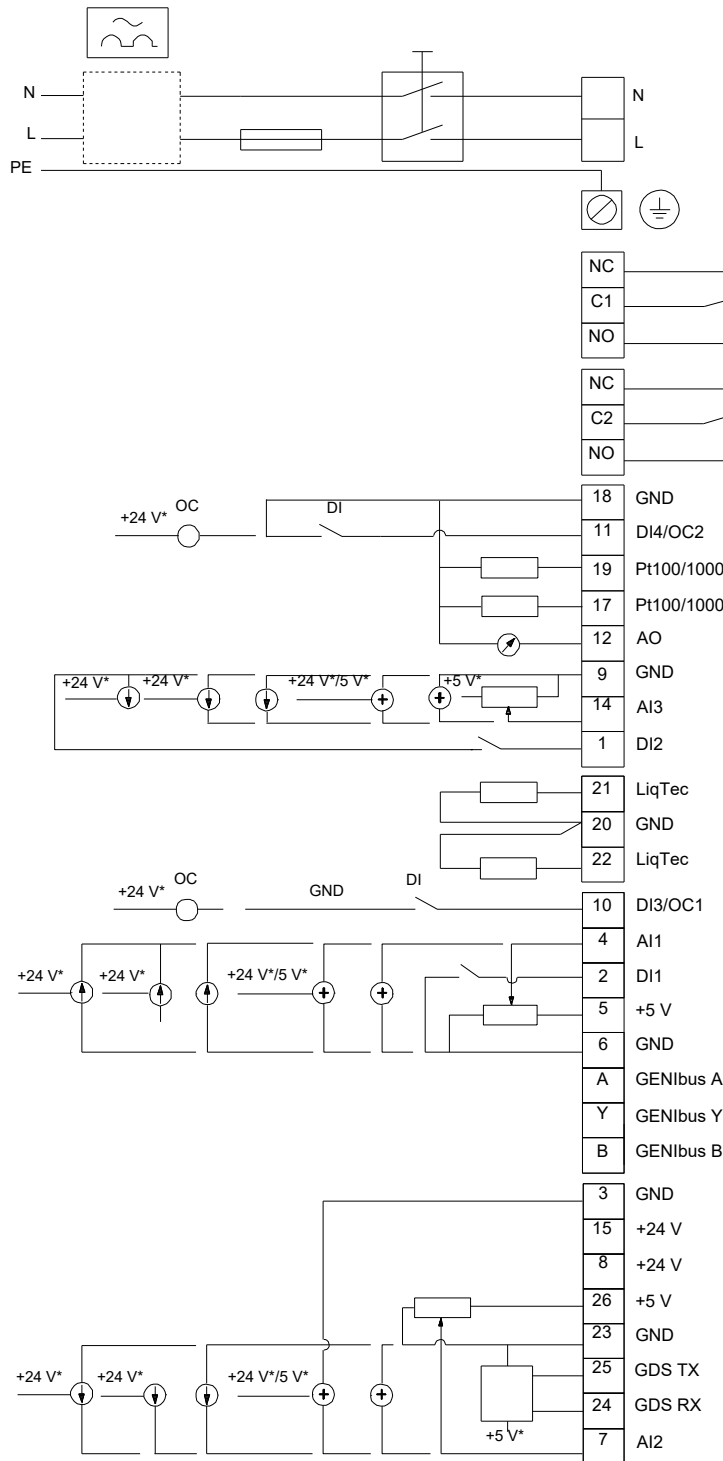 N N
L L
PE
NC
C1
NO
NC
C2
NO
18 GND
OC DI
+24 V* 11 DI4/OC2
19 Pt100/1000
17 Pt100/1000
12 AO
9 GND
+24 V* +24 V* +24 V*/5 V* +5 V*
14 AI3
1 DI2
21 LiqTec
20 GND
22 LiqTec
OC DI
+24 V* GND 10 DI3/OC1
4 AI1
+24 V* +24 V* +24 V*/5 V* 2 DI1
5 +5 V
6 GND
A GENIbus A
Y GENIbus Y
B GENIbus B
3 GND
15 +24 V
8 +24 V
26 +5 V
23 GND
+24 V* +24 V* +24 V*/5 V* 25 GDS TX
24 GDS RX
+5 V*
7 AI2